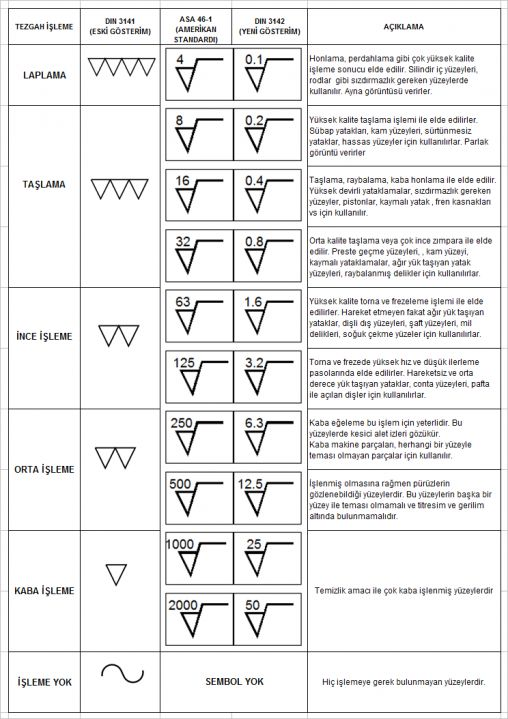 TEZGAH İŞLEME
DIN 3141
(ESKİ GÖSTERİM)
ASA 46-1
(AMERİKAN
STANDARDI)
DIN 3142
(YENİ GÖSTERİM)
AÇIKLAMA
LAPLAMA
4
0.1
Honlama, perdahlama gibi çok yüksek kalite
işleme sonucu elde edilir. Silindir iç yüzeyleri,
rodlar gibi sızdırmazlık gereken yüzeylerde
kullanılır. Ayna görüntüsü verirler.
TAŞLAMA
8
0.2
Yüksek kalite taşlama işlemi ile elde edilirler.
Sübap yatakları, kam yüzeyleri, sürtünmesiz
yataklar, hassas yüzeyler için kullanılırlar. Parlak
görüntü verirler
16
0.4
Taşlama, raybalama, kaba honlama ile elde edilir.
Yüksek devirli yataklamalar, sızdırmazlık gereken
yüzeyler, pistonlar, kaymalı yatak , fren kasnakları
vs için kullanılır.
32
0.8
Orta kalite taşlama veya çok ince zımpara ile elde
edilir. Preste geçme yüzeyleri, , kam yüzeyi,
kaymalı yataklamalar, ağır yük taşıyan yatak
yüzeyleri, raybalanmış delikler için kullanılırlar.
İNCE İŞLEME
63
1.6
Yüksek kalite torna ve frezeleme işlemi ile elde
edilirler. Hareket etmeyen fakat ağır yük taşıyan
yataklar, dişli dış yüzeyleri, şaft yüzeyleri, mil
delikleri, soğuk çekme yüzeler için kullanılırlar.
125
3.2
Torna ve frezede yüksek hız ve düşük ilerleme
pasolarında elde edilirler. Hareketsiz ve orta
derece yük taşıyan yataklar, conta yüzeyleri, pafta
ile açılan dişler için kullanılırlar.
ORTA İŞLEME
250
6.3
Kaba eğeleme bu işlem için yeterlidir. Bu
yüzeylerde kesici alet izleri gözükür.
Kaba makine parçaları, herhangi bir yüzeyle
teması olmayan parçalar için kullanılır.
500
12.5
İşlenmiş olmasına rağmen pürüzlerin
gözlenebildiği yüzeylerdir. Bu yüzeylerin başka bir
yüzey ile teması olmamalı ve titresim ve gerilim
altında bulunmamalıdır.
KABA İŞLEME
1000
25
2000
50
Temizlik amacı ile çok kaba işlenmiş yüzeylerdir
İŞLEME YOK
SEMBOL YOK
Hiç işlemeye gerek bulunmayan yüzeylerdir.